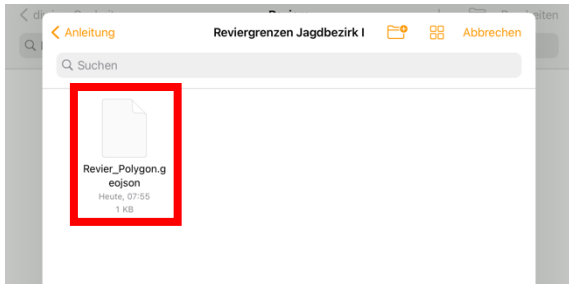 Anleitung
Reviergrenzen Jagdbezirk I
Abbrechen
Suchen
Revier_Polygon.g
eojson
Heute, 07:55
1 KB